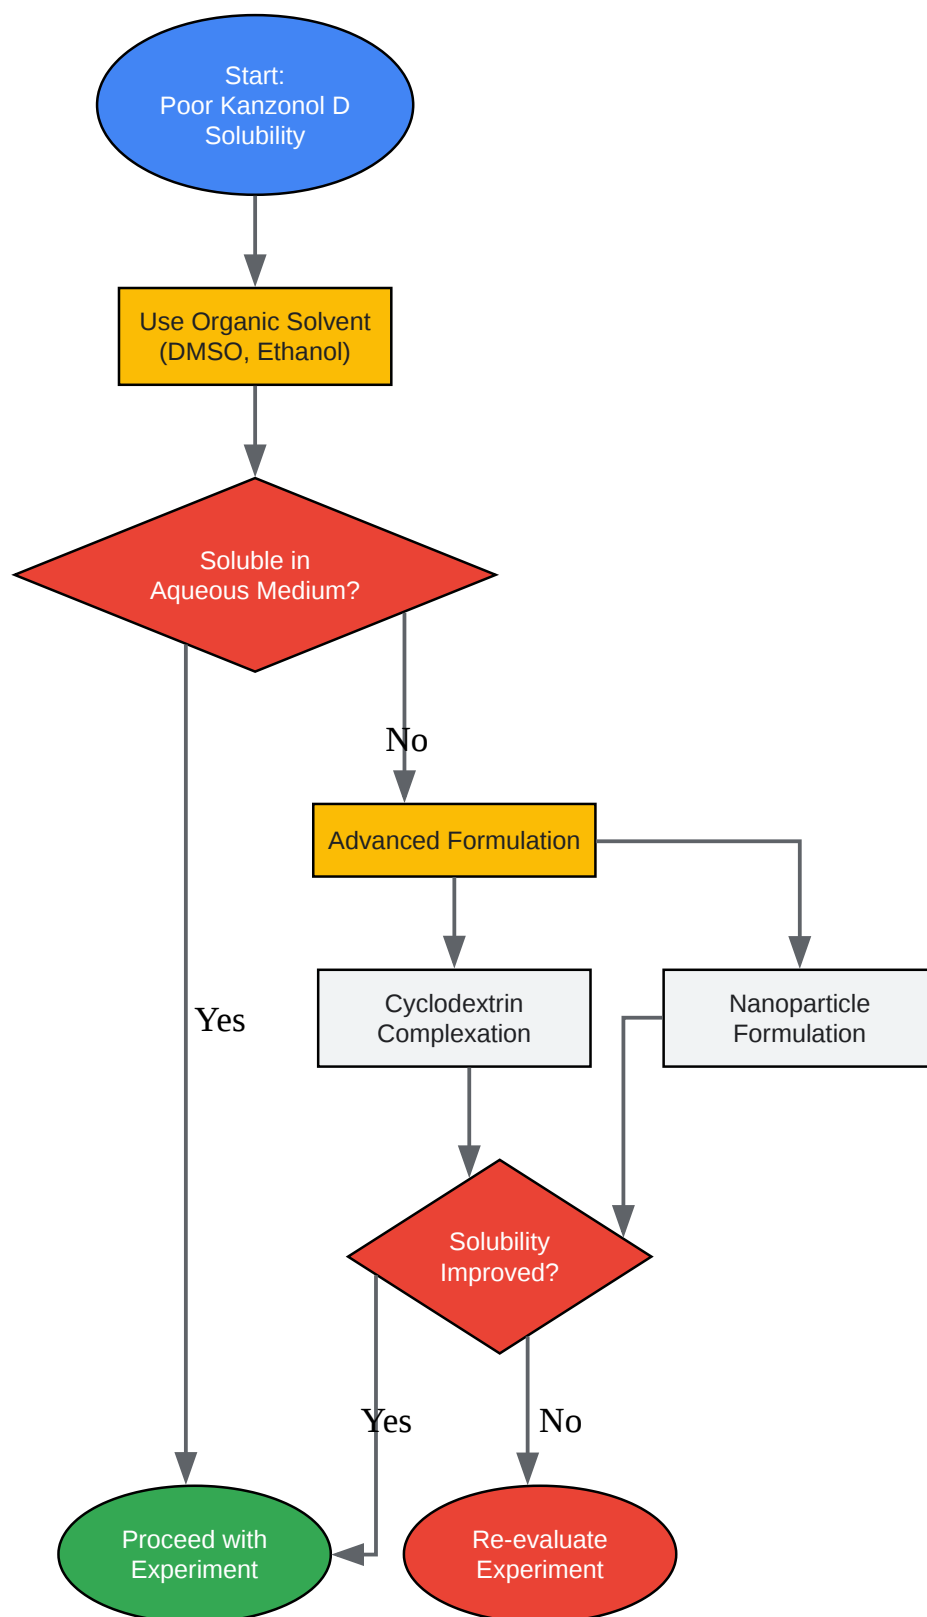 Start:
Poor Kanzonol D
Solubility
Use Organic Solvent
(DMSO, Ethanol)
Soluble in
Aqueous Medium?
No
Advanced Formulation
Cyclodextrin
Complexation
Nanoparticle
Formulation
Yes
Solubility
Improved?
Yes
No
Proceed with
Experiment
Re-evaluate
Experiment